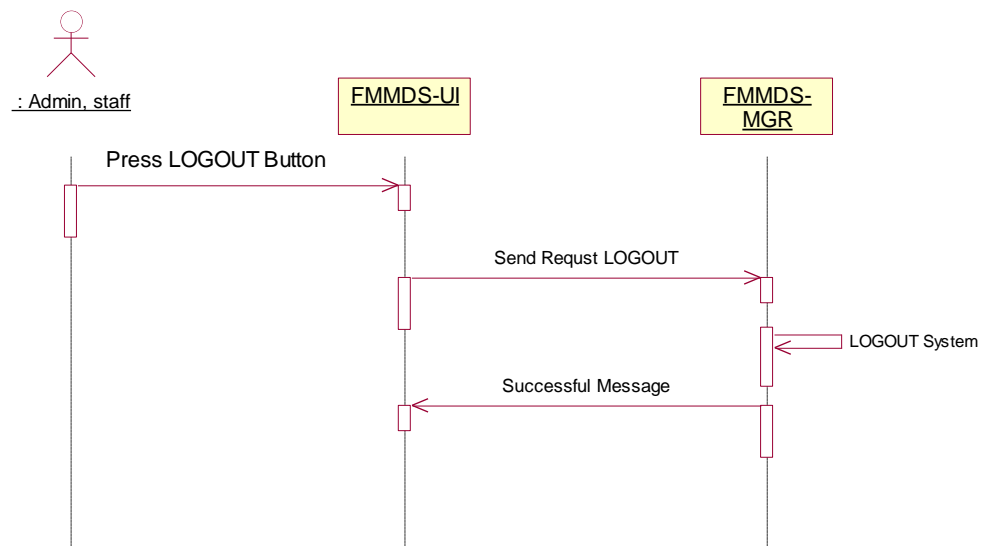 : Admin, staff
FMMDS-UI
FMMDS-
MGR
Press LOGOUT Button
Send Requst LOGOUT
LOGOUT System
Successful Message